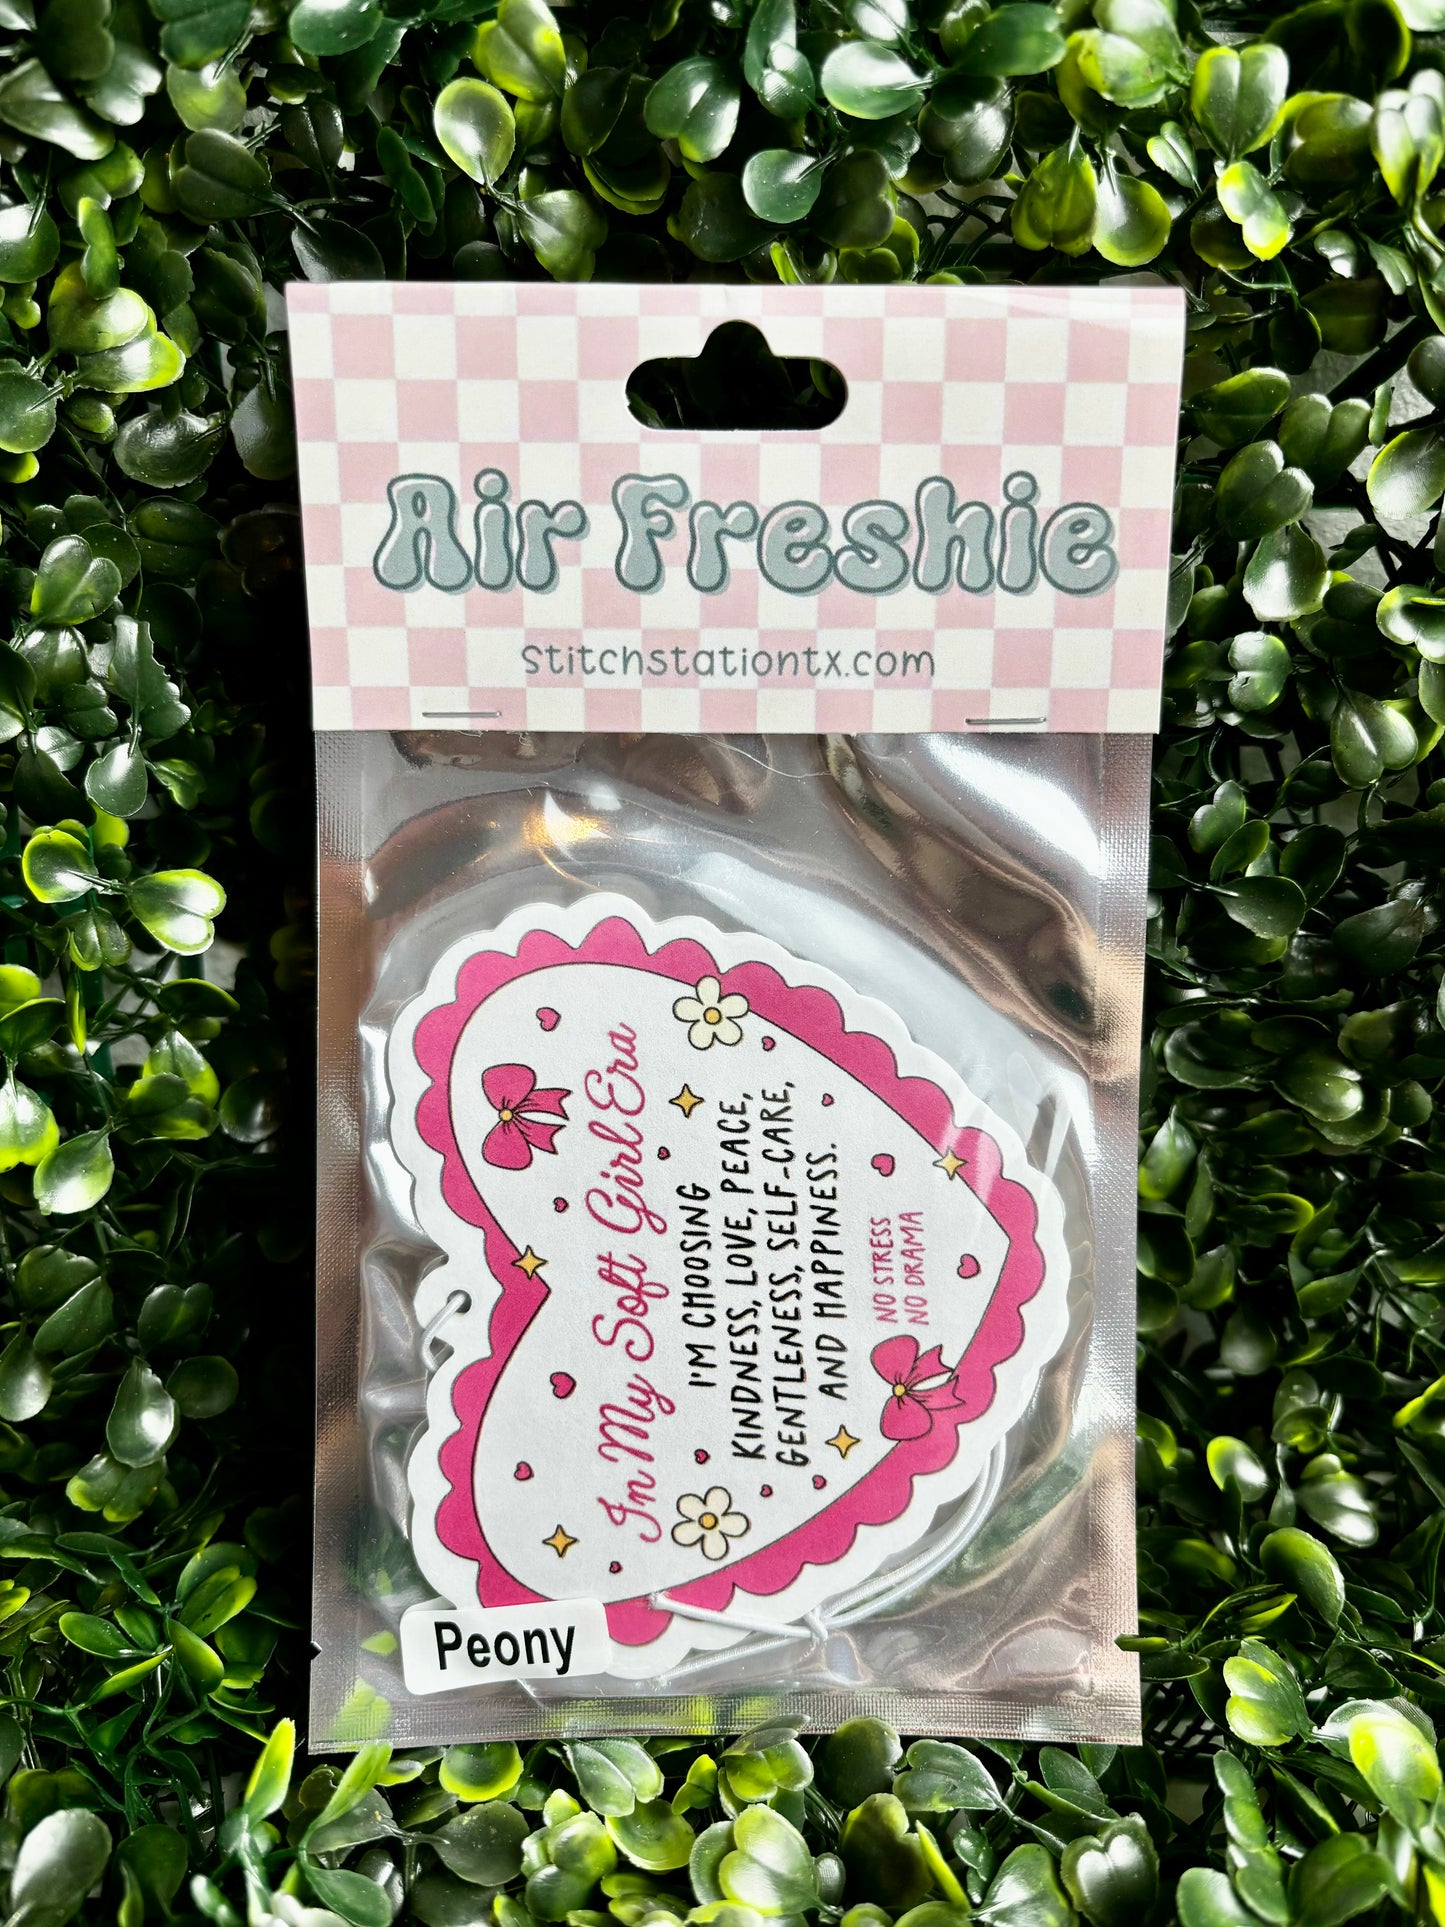 Air Freshie
stitchstationtx.com
In My Soft Girl Era
I'M CHOOSING
KINDNESS, LOVE, PEACE,
GENTLENESS, SELF-CARE,
AND HAPPINESS.
NO STRESS
NO DRAMA
Peony